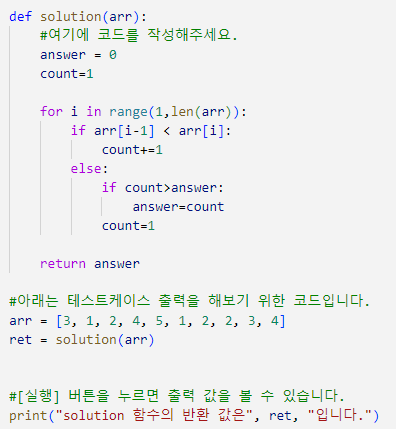 def solution(arr):
    #여기에 코드를 작성해주세요.
    answer = 0
    count=1

    for i in range(1,len(arr)):
        if arr[i-1] < arr[i]:
            count+=1
        else:
            if count>answer:
                answer=count
            count=1

    return answer

#아래는 테스트케이스 출력을 해보기 위한 코드입니다.
arr = [3, 1, 2, 4, 5, 1, 2, 2, 3, 4]
ret = solution(arr)


#[실행] 버튼을 누르면 출력 값을 볼 수 있습니다.
print("solution 함수의 반환 값은", ret, "입니다.")